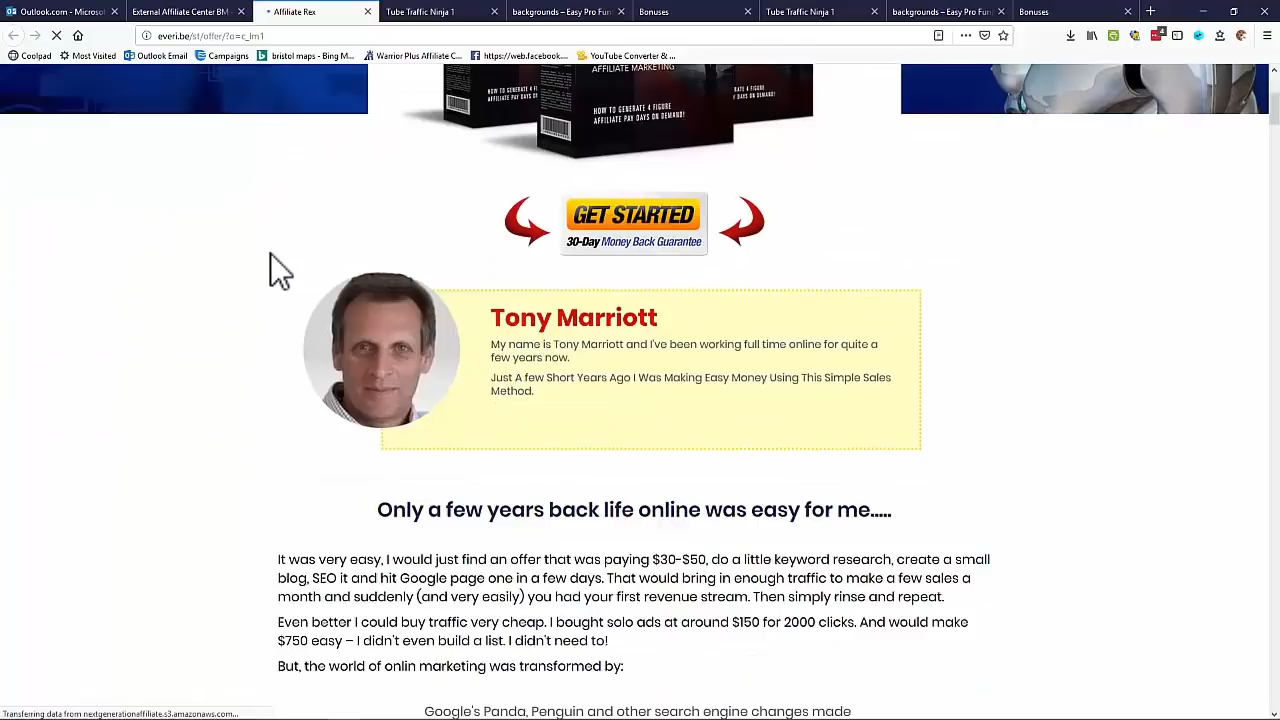 Outlook.com - Microsof
External Affiliate Center BM –
Affiliate Rex
Tube Traffic Ninja 1
backgrounds – Easy Pro Fun
Bonuses
Tube Traffic Ninja 1
backgrounds – Easy Pro Fun
Bonuses
everi.be/st/offer/?o=c_lm1
4
Coolpad
Most Visited
Outlook Email
Campaigns
bristol maps - Bing M...
Warrior Plus Affiliate C...
https://web.facebook....
YouTube Converter & ...
AFFILIATE MARKETING
HOW TO GENERATE 4 FIGURE
AFFILIATE PAY DAYS ON DEMAND!
HOW TO GENERATE 4 FIGURE
AFFILIATE PAY DAYS ON DEMAND!
GET STARTED
30-Day Money Back Guarantee
Tony Marriott
My name is Tony Marriott and I've been working full time online for quite a
few years now.
Just A few Short Years Ago I Was Making Easy Money Using This Simple Sales
Method.
Only a few years back life online was easy for me.....
It was very easy, I would just find an offer that was paying $30-$50, do a little keyword research, create a small
blog, SEO it and hit Google page one in a few days. That would bring in enough traffic to make a few sales a
month and suddenly (and very easily) you had your first revenue stream. Then simply rinse and repeat.
Even better I could buy traffic very cheap. I bought solo ads at around $150 for 2000 clicks. And would make
$750 easy – I didn't even build a list. I didn't need to!
But, the world of onlin marketing was transformed by:
Google's Panda, Penguin and other search engine changes made
Transferring data from nextgenerationaffiliate.s3.amazonaws.com...